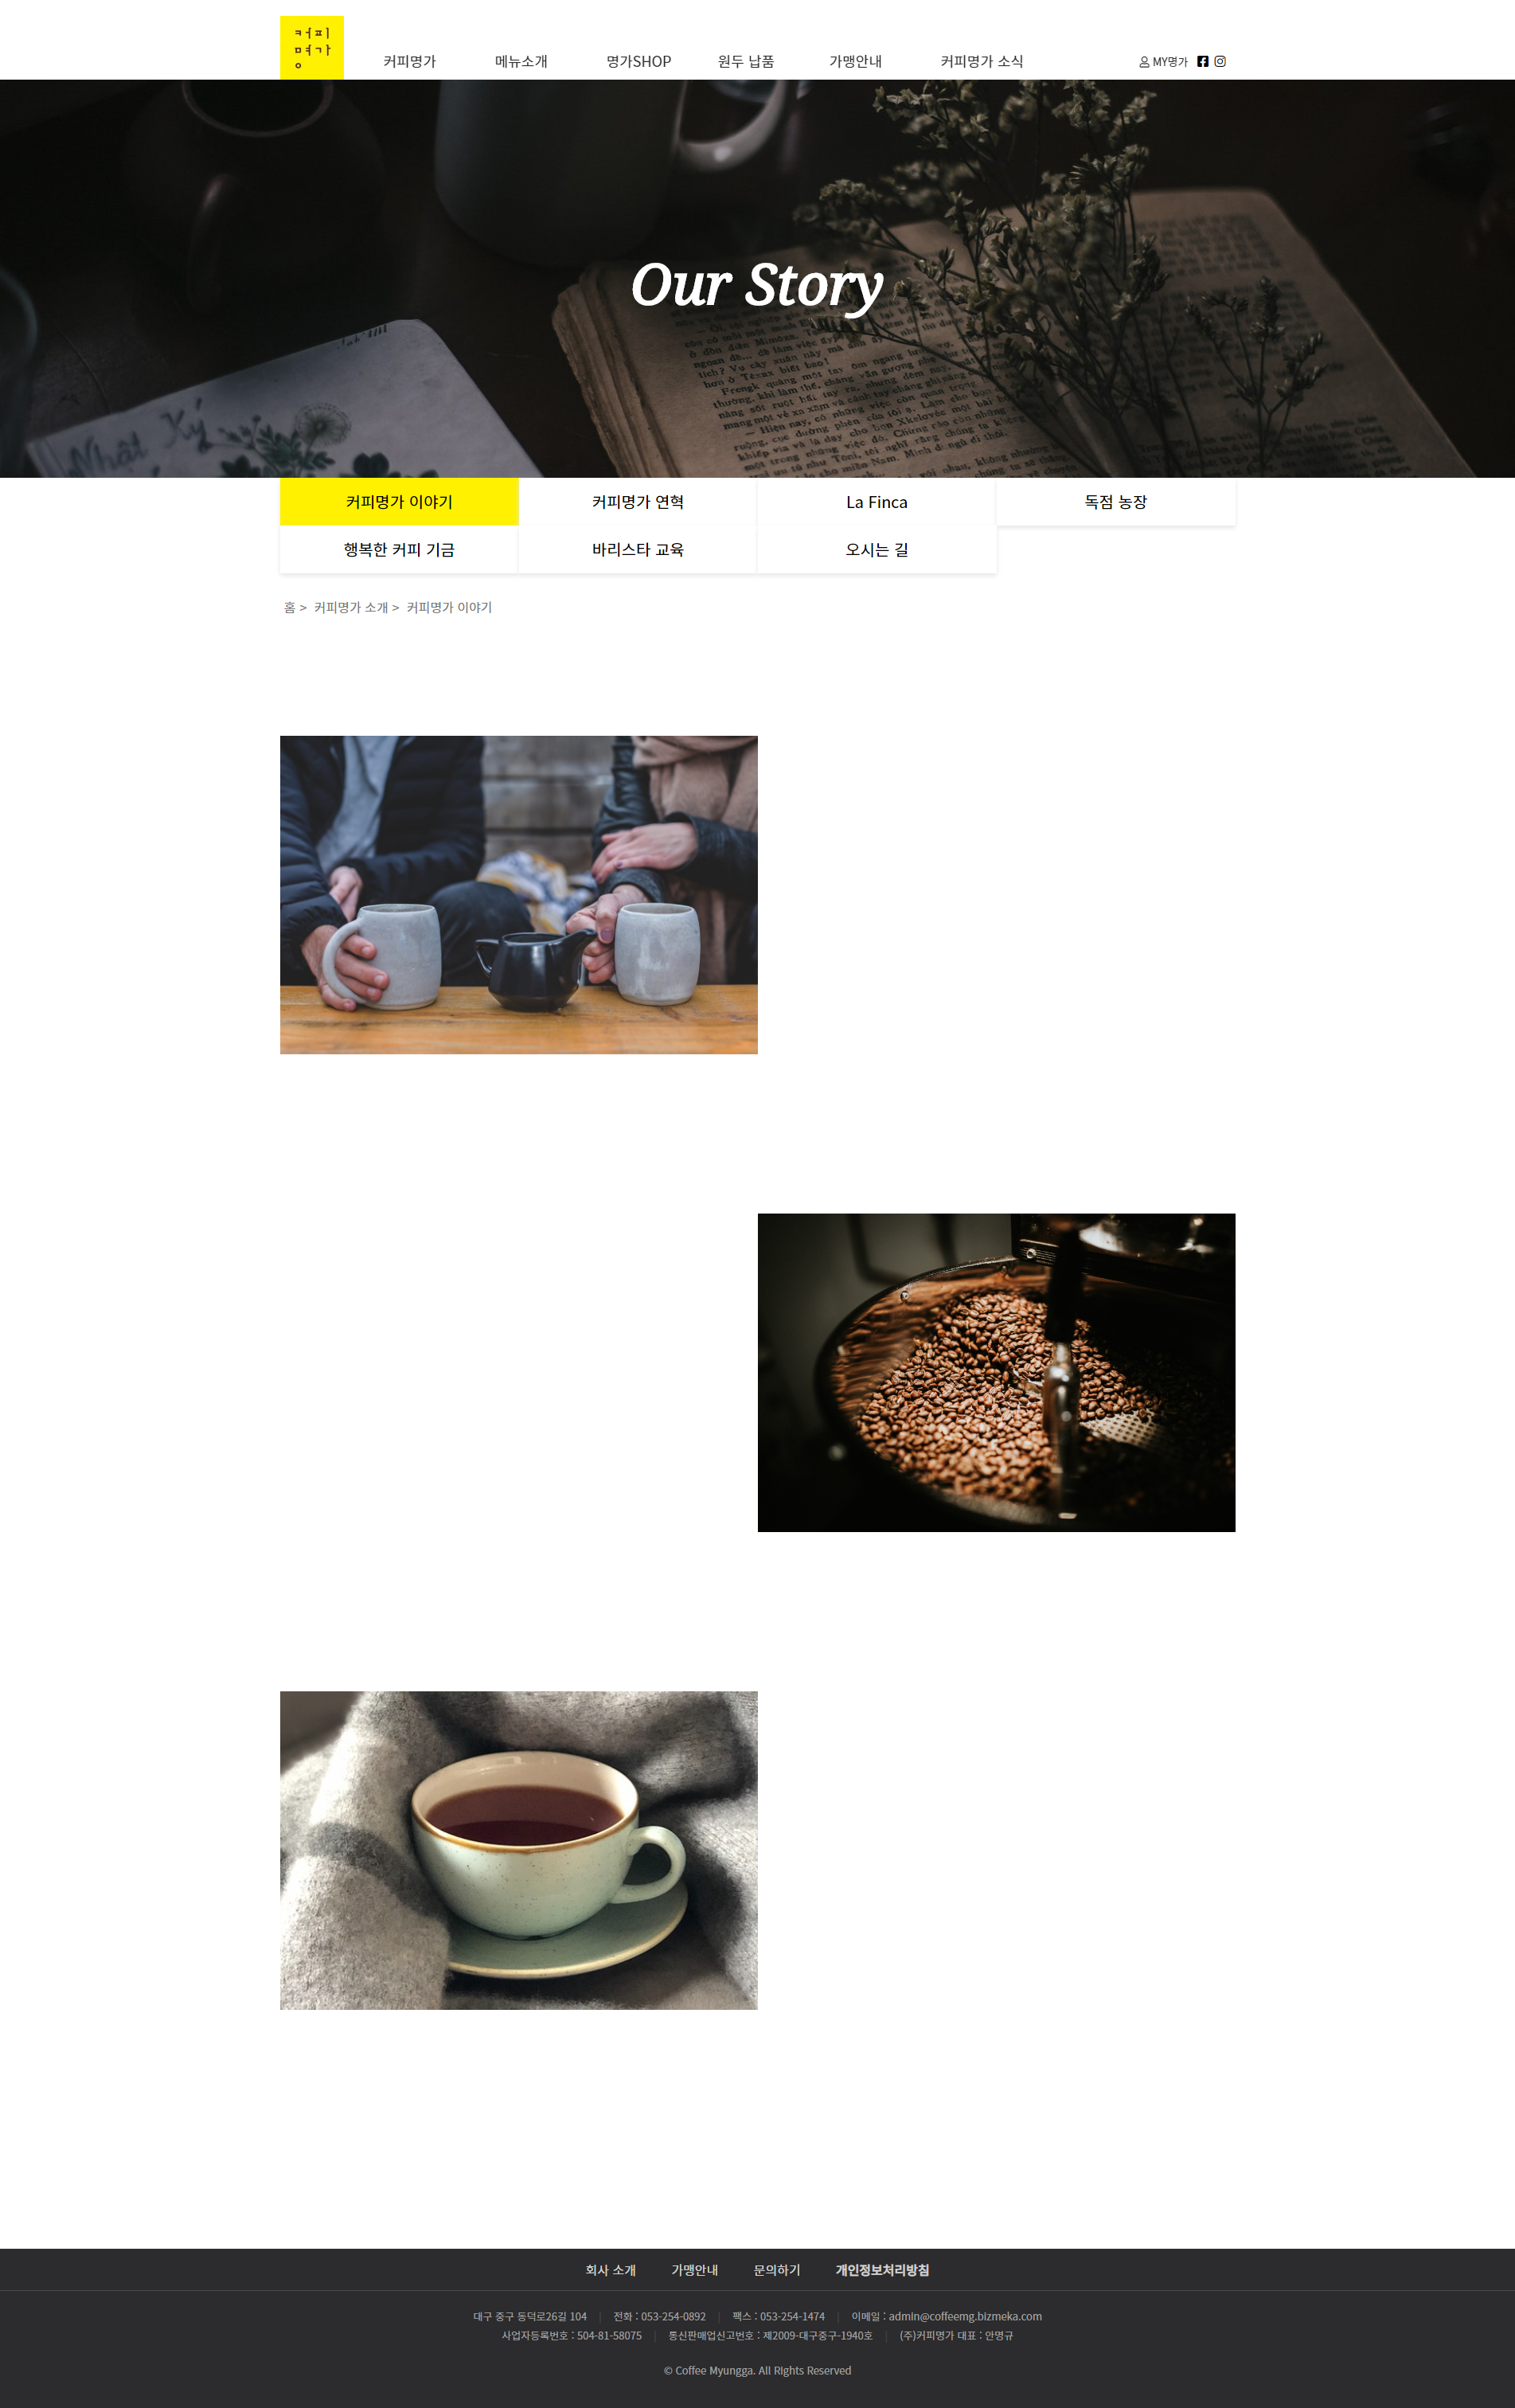 커피
명가
커피명가 메뉴소개 명가SHOP 원두 납품 가맹안내 커피명가 소식 MY명가
Our Story
Nhật Ký
커피명가 이야기 커피명가 연혁 La Finca 독점 농장
행복한 커피 기금 바리스타 교육 오시는 길
홈 > 커피명가 소개 > 커피명가 이야기
회사 소개 가맹안내 문의하기 개인정보처리방침
대구 중구 동덕로26길 104 | 전화 : 053-254-0892 | 팩스 : 053-254-1474 | 이메일 : admin@coffeemg.bizmeka.com
사업자등록번호 : 504-81-58075 | 통신판매업신고번호 : 제2009-대구중구-1940호 | (주)커피명가 대표 : 안명규
© Coffee Myungga. All Rights Reserved